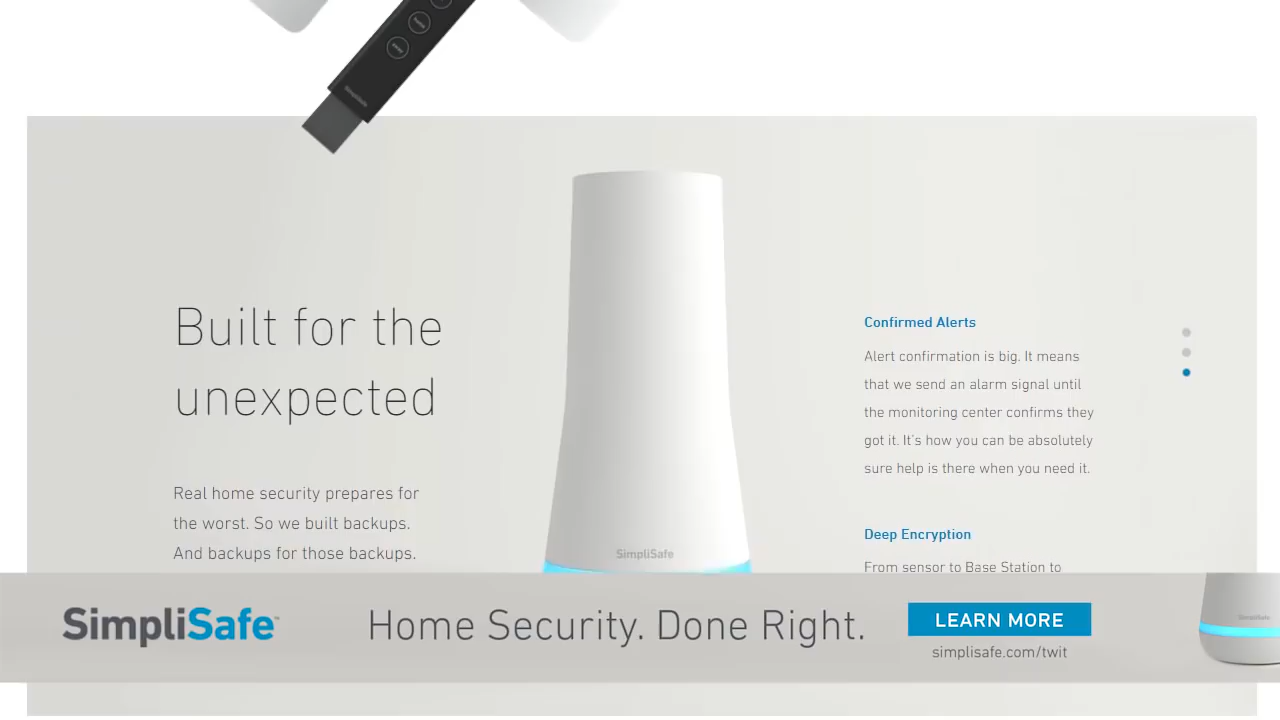 SimpliSafe
Built for the
unexpected
Real home security prepares for
the worst. So we built backups.
And backups for those backups.
SimpliSafe
Confirmed Alerts
Alert confirmation is big. It means
that we send an alarm signal until
the monitoring center confirms they
got it. It's how you can be absolutely
sure help is there when you need it.
Deep Encryption
From sensor to Base Station to
SimpliSafe™
Home Security. Done Right.
LEARN MORE
simplisafe.com/twit
SimpliSafe